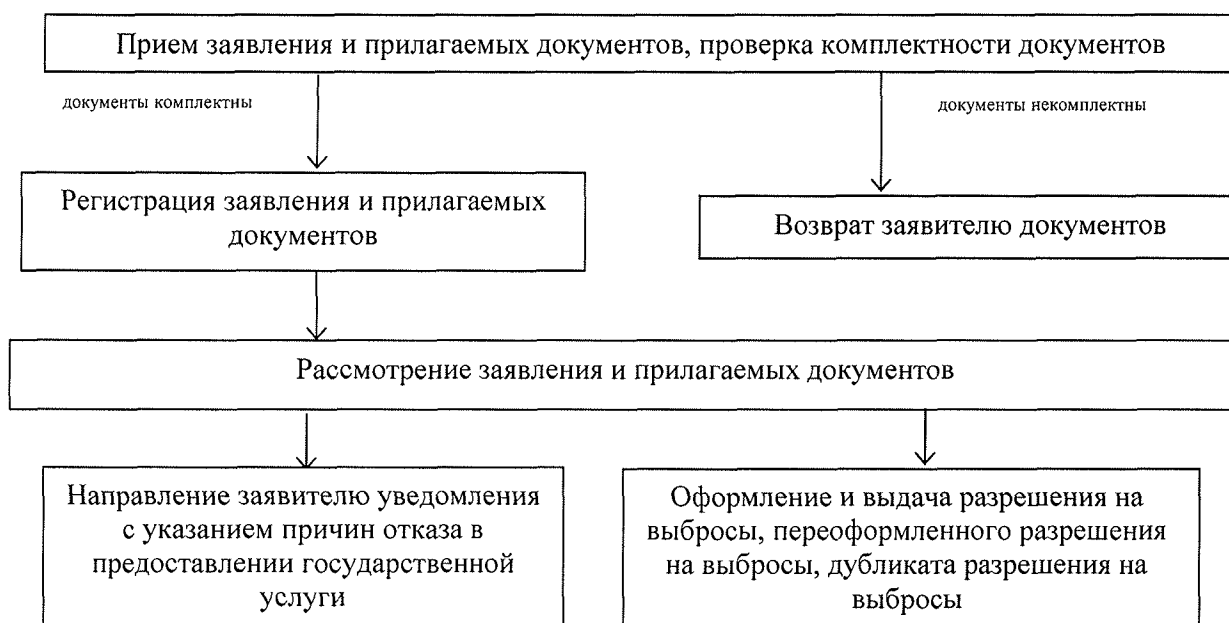 Прием заявления и прилагаемых документов, проверка комплектности документов
документы комплектны
документы некомплектны
Регистрация заявления и прилагаемых
документов
Возврат заявителю документов
Рассмотрение заявления и прилагаемых документов
Направление заявителю уведомления
с указанием причин отказа в
предоставлении государственной
услуги
Оформление и выдача разрешения на
выбросы, переоформленного разрешения
на выбросы, дубликата разрешения на
выбросы